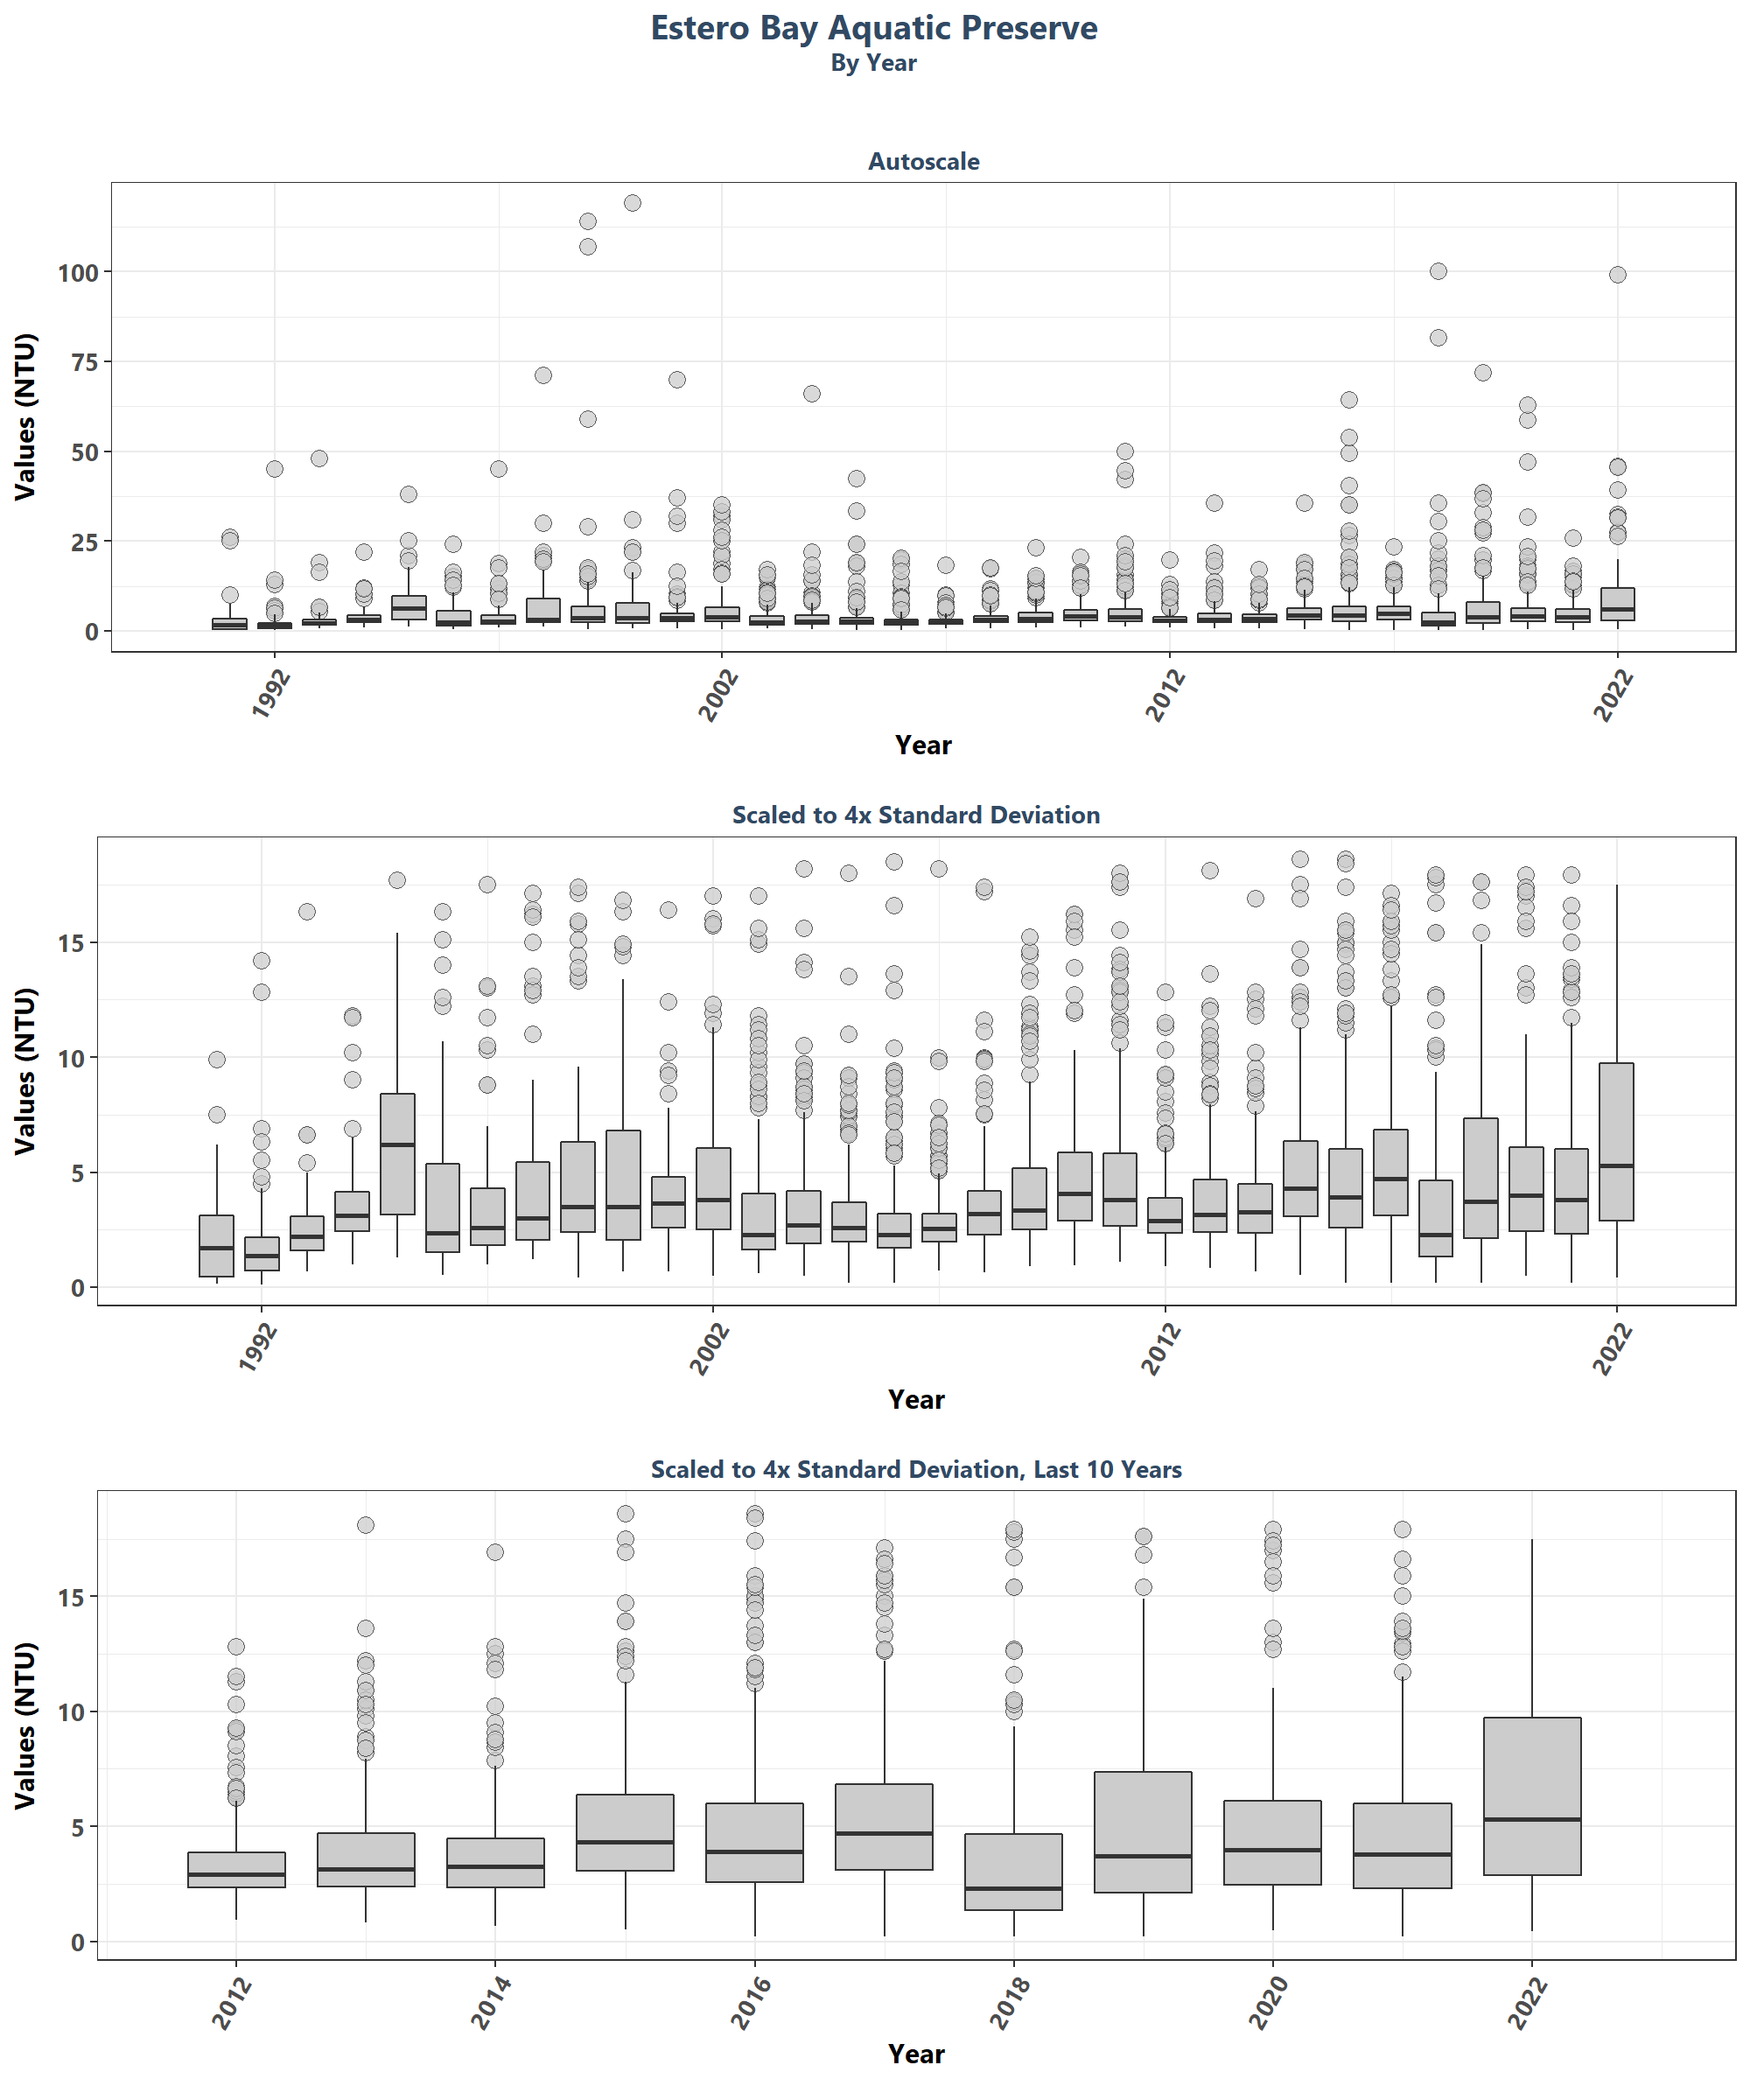 Estero Bay Aquatic Preserve
By Year
Autoscale
Values (NTU)
100
75
50
25
0
1992
2002
2012
2022
Year
Scaled to 4x Standard Deviation
Values (NTU)
15
10
5
0
1992
2002
2012
2022
Year
Scaled to 4x Standard Deviation, Last 10 Years
Values (NTU)
15
10
5
0
2012
2014
2016
2018
2020
2022
Year